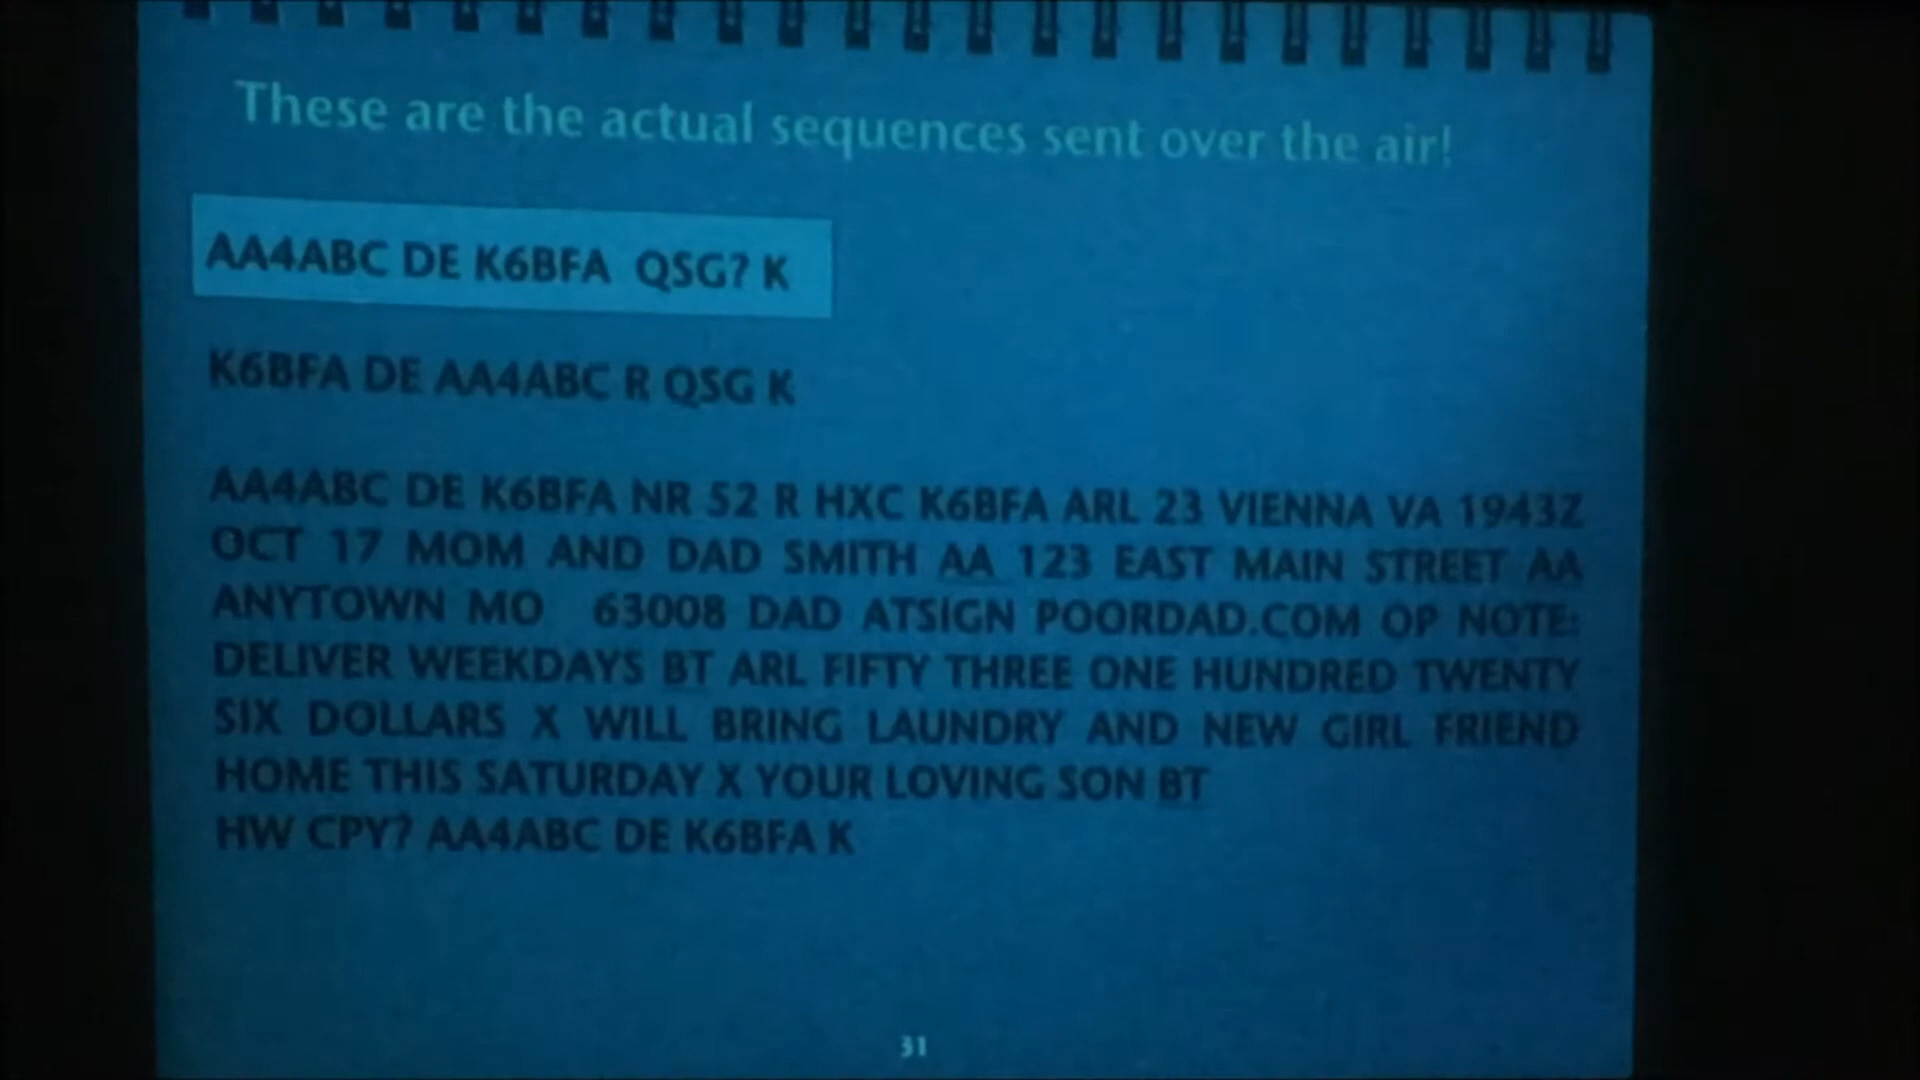 These are the actual sequences sent over the air!
AA4ABC DE K6BFA QSG? K
K6BFA DE AA4ABC R QSG K
AA4ABC DE K6BFA NR 52 R HXC K6BFA ARL 23 VIENNA VA 1943Z
OCT 17 MOM AND DAD SMITH AA 123 EAST MAIN STREET AA
ANYTOWN MO 63008 DAD ATSIGN POORDAD.COM OP NOTE:
DELIVER WEEKDAYS BT ARL FIFTY THREE ONE HUNDRED TWENTY
SIX DOLLARS X WILL BRING LAUNDRY AND NEW GIRL FRIEND
HOME THIS SATURDAY X YOUR LOVING SON BT
HW CPY? AA4ABC DE K6BFA K
31